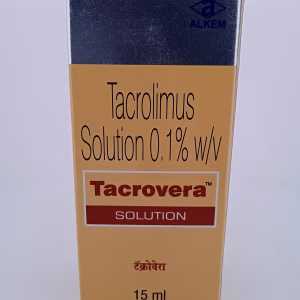 ALKEM
Tacrolimus
Solution 0.1% w/v
Tacrovera™
SOLUTION
टॅक्रोवेरा
15 ml